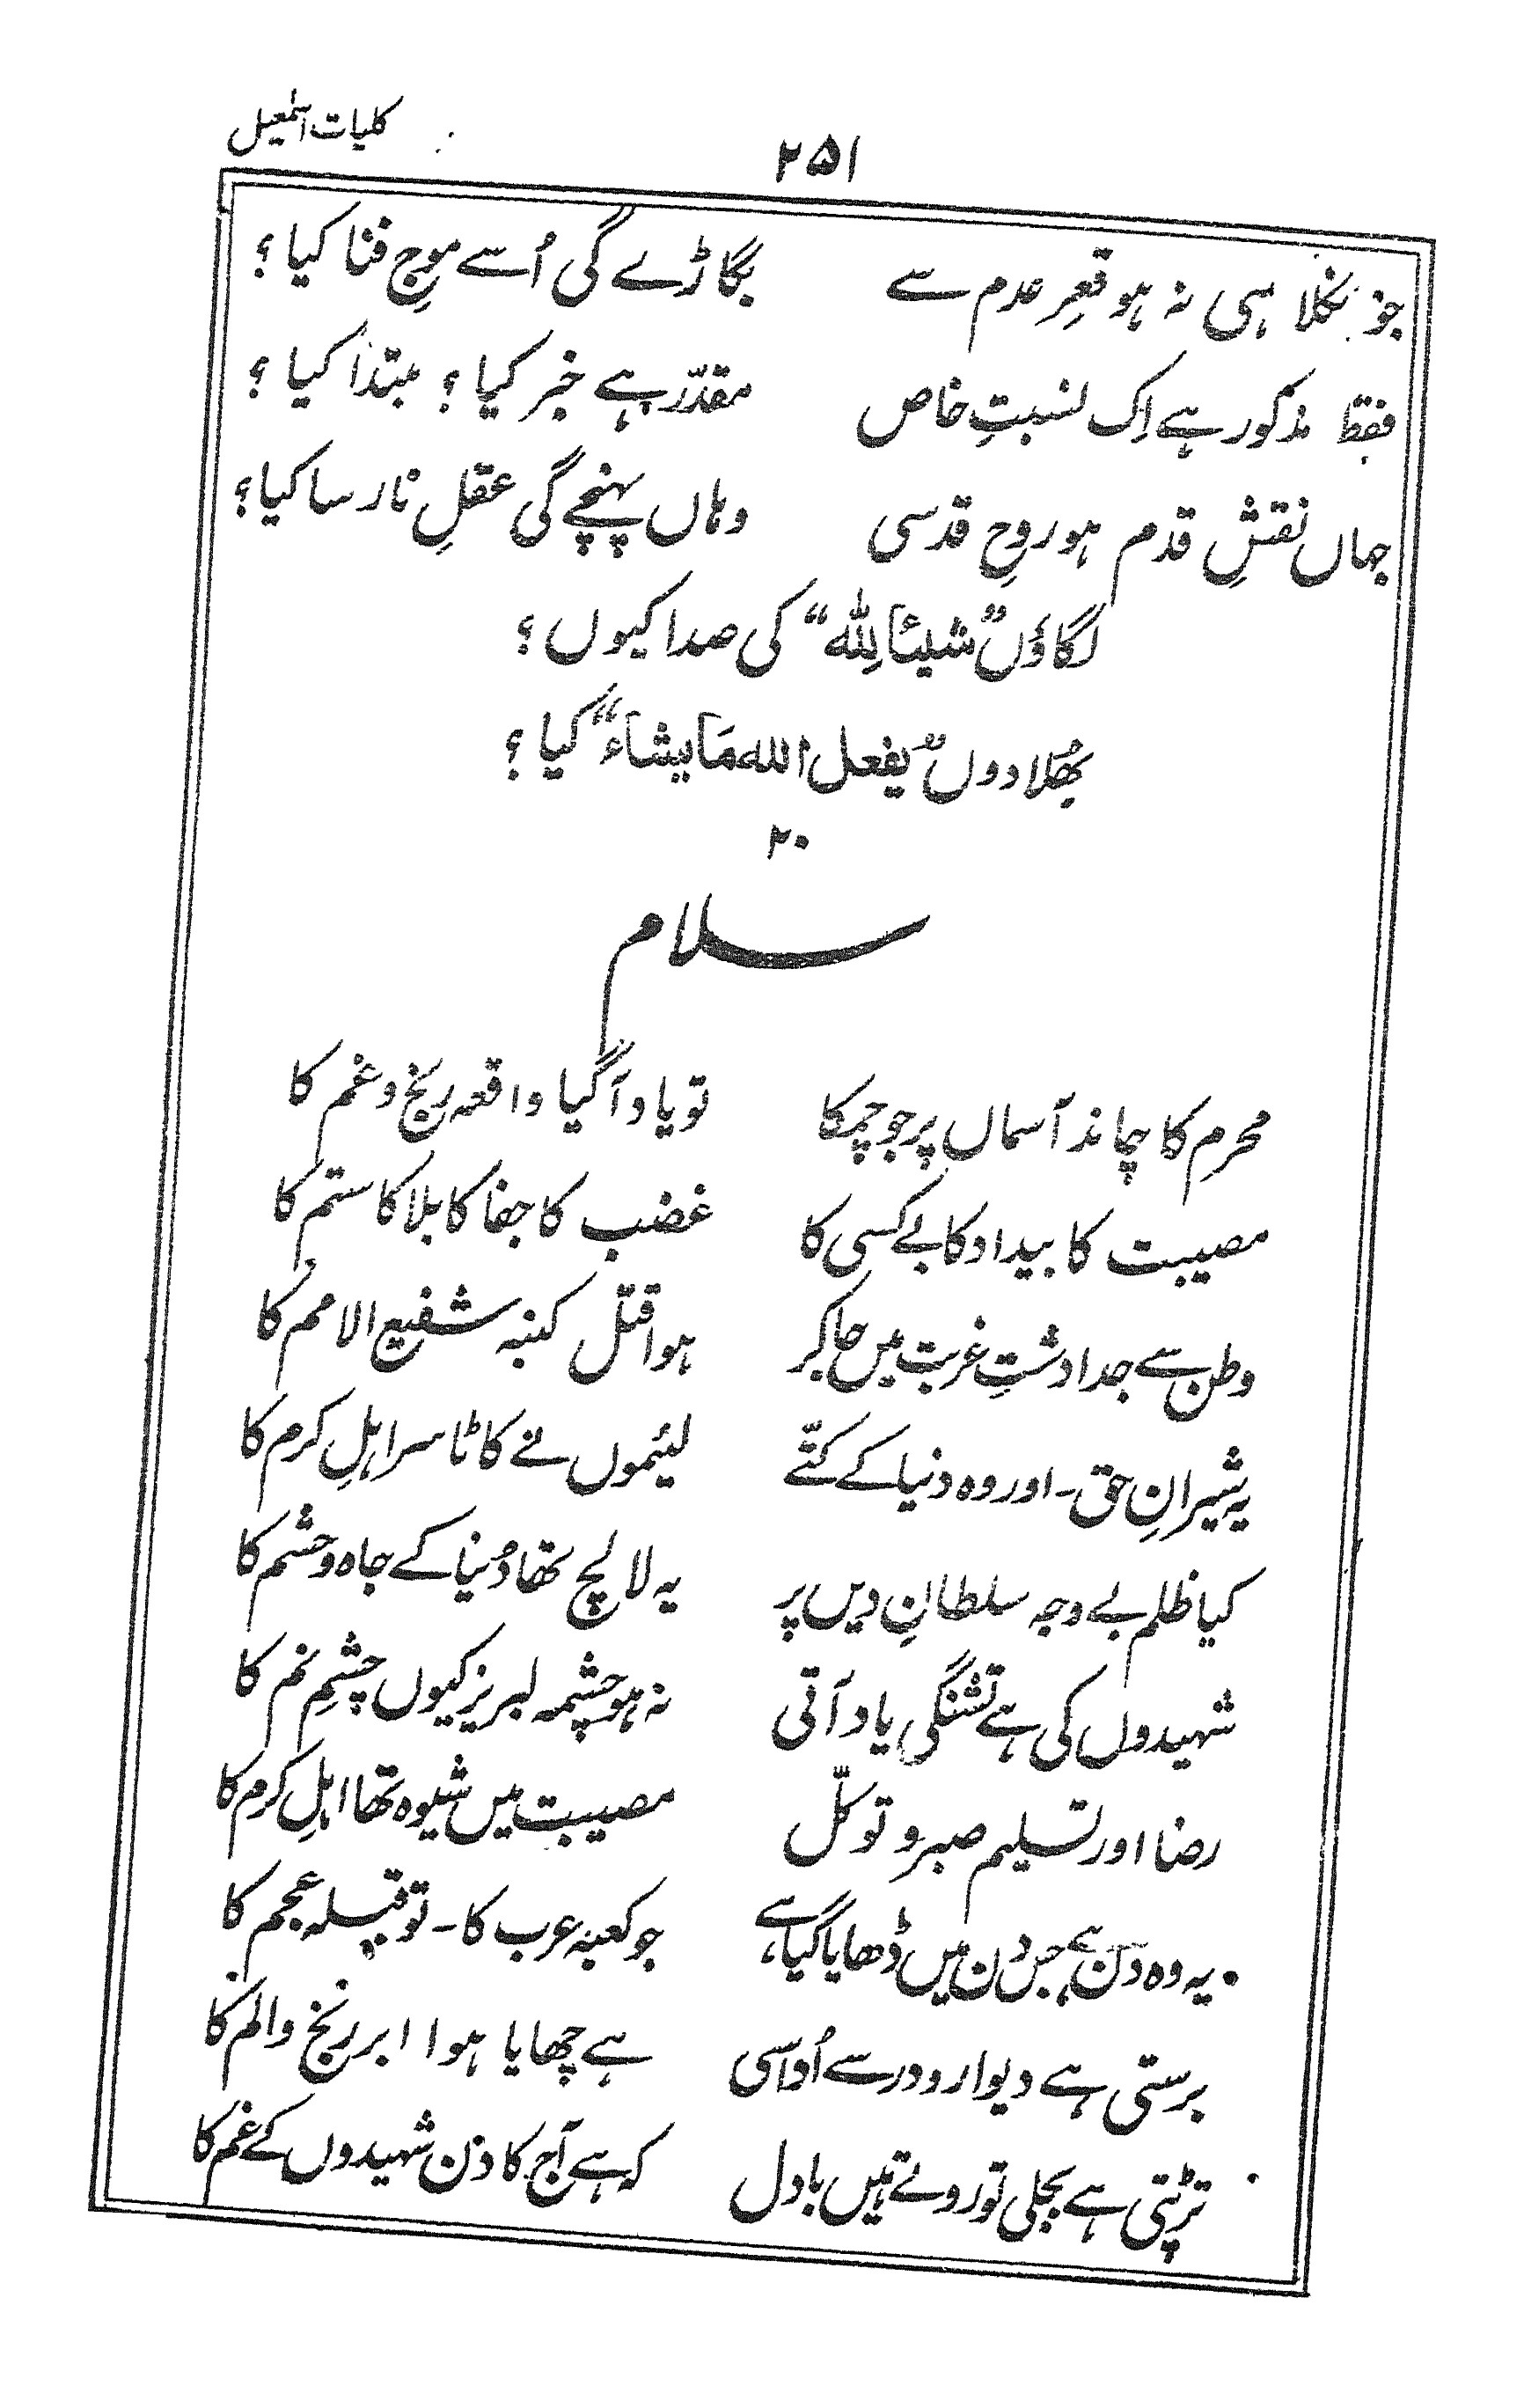 کلیات اسمٰعیل
۲۵۱
جو نکلا ہی نہ ہو قعرِ عدم سے بگاڑے گی اُسے موجِ فنا کیا؟
فقط مذکور ہے اِک نسبتِ خاص مقدّر ہے خبر کیا؟ مبتدا کیا؟
جہاں نقشِ قدم ہو روحِ قدسی وہاں پہنچے گی عقلِ نارسا کیا؟
لگاؤں "شیئاً لِلّٰه" کی صدا کیوں؟
بھُلا دوں "یفعل اللہ مَا یشاء" کیا؟
۲۰
سلام
محرم کا چاند آسماں پر جو چمکا تو یاد آگیا واقعہ رنج و غم کا
مصیبت کا بیداد کا بے کسی کا غضب کا جفا کا بلا کا ستم کا
وطن سے جدا دشتِ غربت میں جا کر ہوا قتل کنبہ شفیع الامم کا
یہ شیرانِ حق۔ اور وہ دنیا کے کتّے لیئموں نے کاٹا سر اہلِ کرم کا
کیا ظلم بے وجہ سلطانِ دیں پر یہ لالچ تھا دُنیا کے جاہ و حشم کا
شہیدوں کی ہے تشنگی یاد آتی نہ ہو چشمہ لبریز کیوں چشمِ نم کا
رضا اور تسلیم صبر و توکلّ مصیبت میں شیوہ تھا اہلِ کرم کا
یہ وہ دن ہے جس دن میں ڈھایا گیا ہے جو کعبہ عرب کا۔ تو قبلہ عجم کا
برستی ہے دیوار و در سے اُداسی ہے چھایا ہوا ابر رنج و الم کا
تڑپتی ہے بجلی تو روتے ہیں بادل کہ ہے آج کا دن شہیدوں کے غم کا